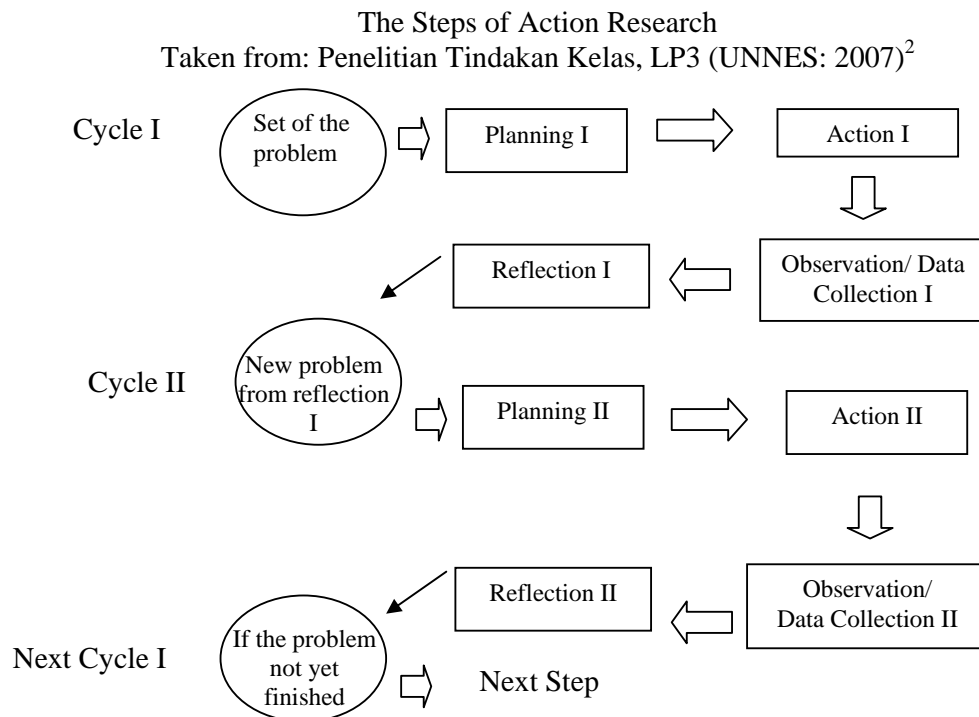 The Steps of Action Research
Taken from: Penelitian Tindakan Kelas, LP3 (UNNES: 2007)2
Cycle I
Set of the
problem
Planning I
Action I
Observation/ Data
Collection I
Reflection I
Cycle II
New problem
from reflection
I
Planning II
Action II
Observation/
Data Collection II
Reflection II
Next Cycle I
If the problem
not yet
finished
Next Step